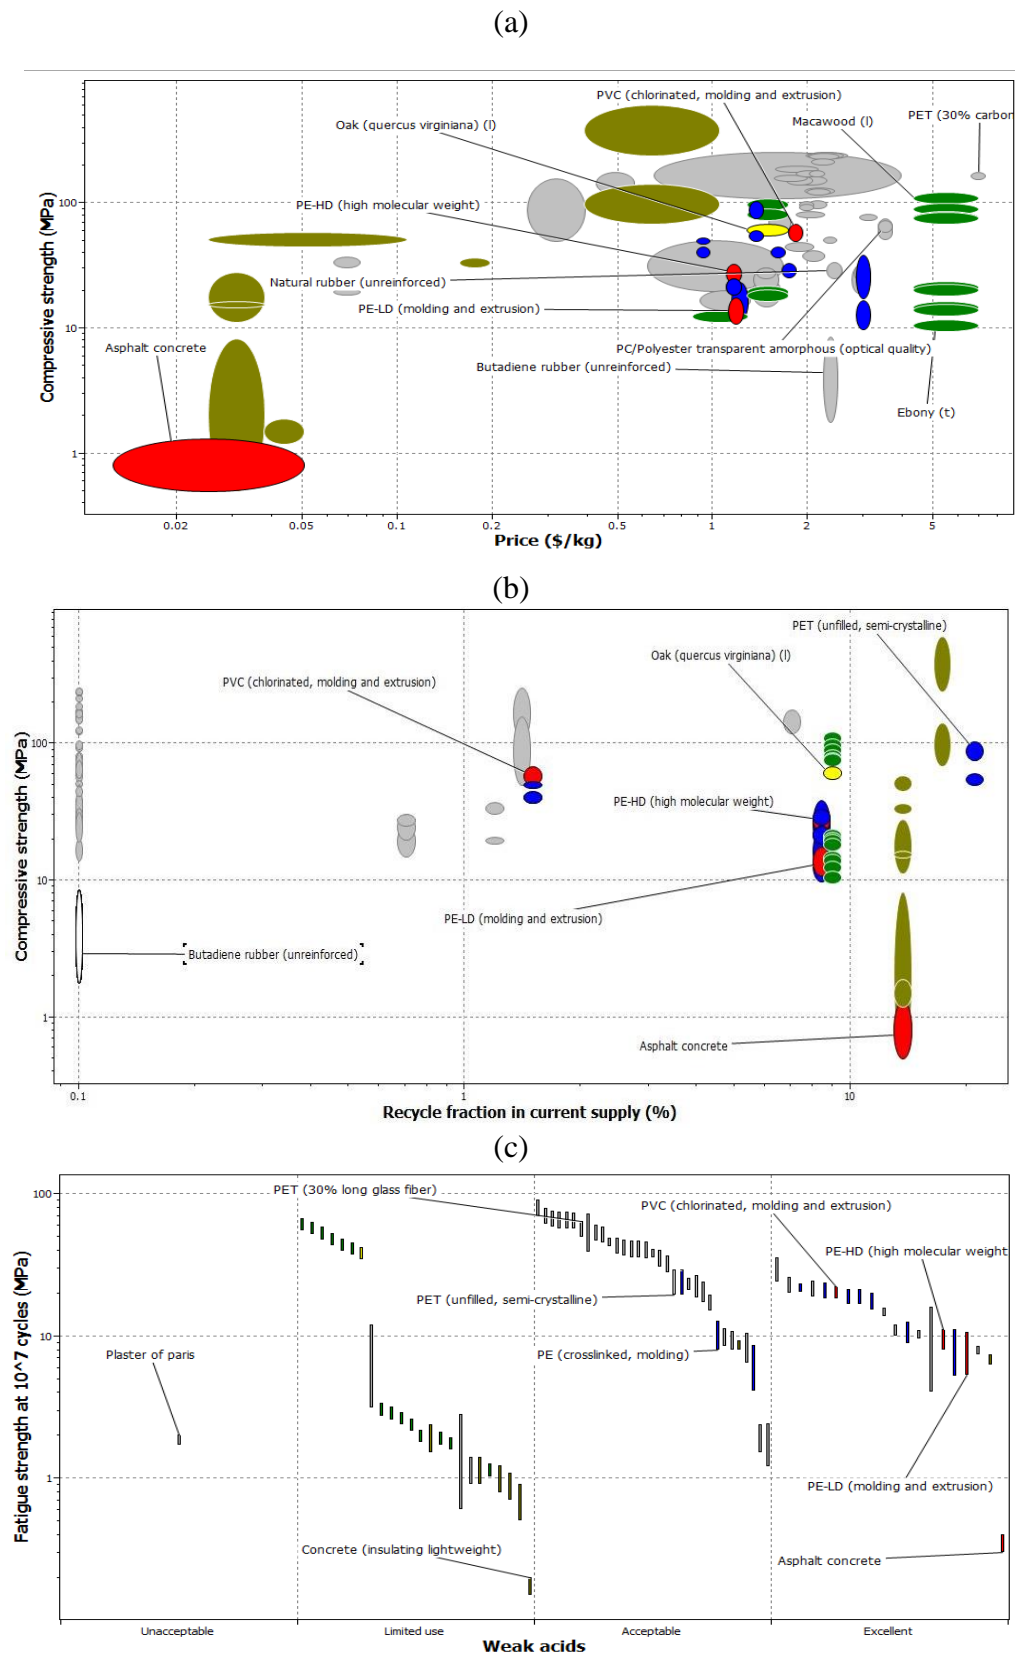 (a)
PVC (chlorinated, molding and extrusion)
Oak (quercus virginiana) (l)
Macawood (l)
PET (30% carbon
PE-HD (high molecular weight)
Natural rubber (unreinforced)
PE-LD (molding and extrusion)
Asphalt concrete
PC/Polyester transparent amorphous (optical quality)
Butadiene rubber (unreinforced)
Ebony (t)
Compressive strength (MPa)
100
10
1
0.02
0.05
0.1
0.2
0.5
1
2
5
Price ($/kg)
(b)
PET (unfilled, semi-crystalline)
Oak (quercus virginiana) (l)
PVC (chlorinated, molding and extrusion)
PE-HD (high molecular weight)
PE-LD (molding and extrusion)
Butadiene rubber (unreinforced)
Asphalt concrete
Compressive strength (MPa)
100
10
1
0.1
1
10
Recycle fraction in current supply (%)
(c)
PET (30% long glass fiber)
PVC (chlorinated, molding and extrusion)
PE-HD (high molecular weight
PET (unfilled, semi-crystalline)
Plaster of paris
PE (crosslinked, molding)
PE-LD (molding and extrusion)
Concrete (insulating lightweight)
Asphalt concrete
Fatigue strength at 10^7 cycles (MPa)
100
10
1
Unacceptable
Limited use
Acceptable
Excellent
Weak acids